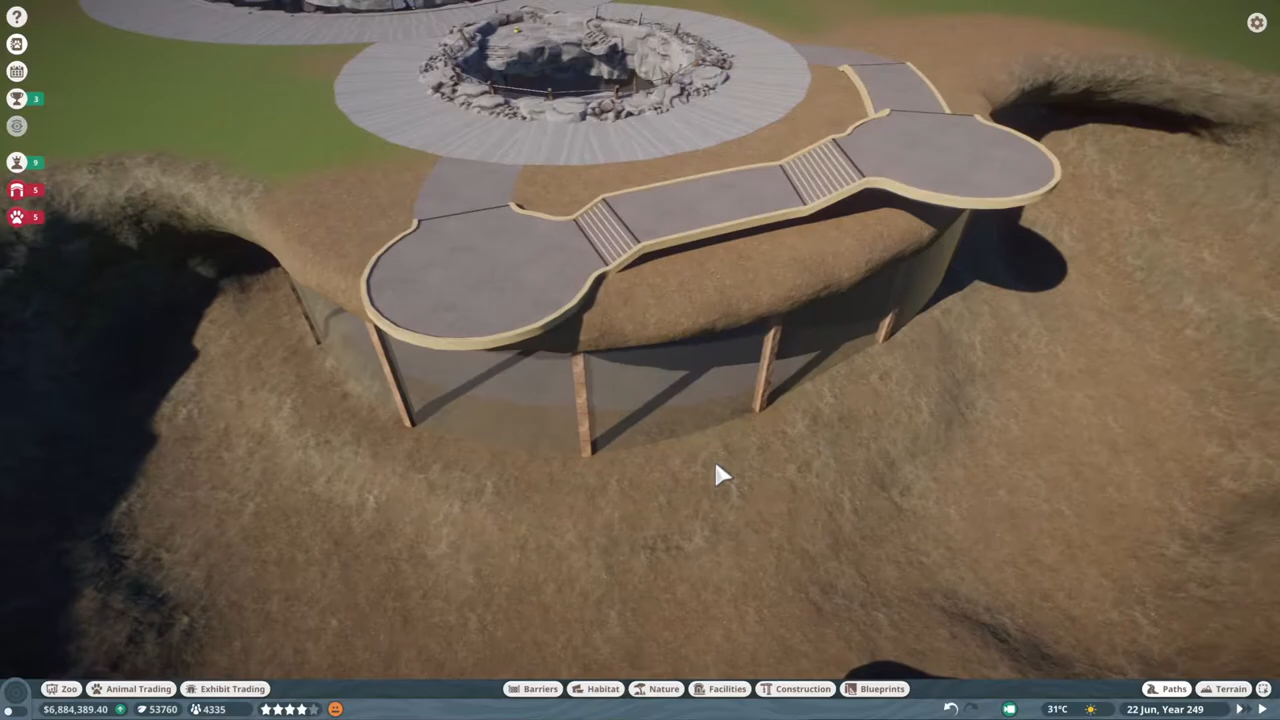 ?
3
9
5
5
Zoo
Animal Trading
Exhibit Trading
Barriers
Habitat
Nature
Facilities
Construction
Blueprints
Paths
Terrain
$6,884,389.40
53760
4335
31°C
22 Jun, Year 249